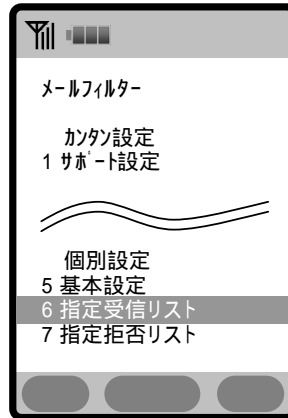 メールフィルター
カンタン設定
1 サポート設定
個別設定
5 基本設定
6 指定受信リスト
7 指定拒否リスト